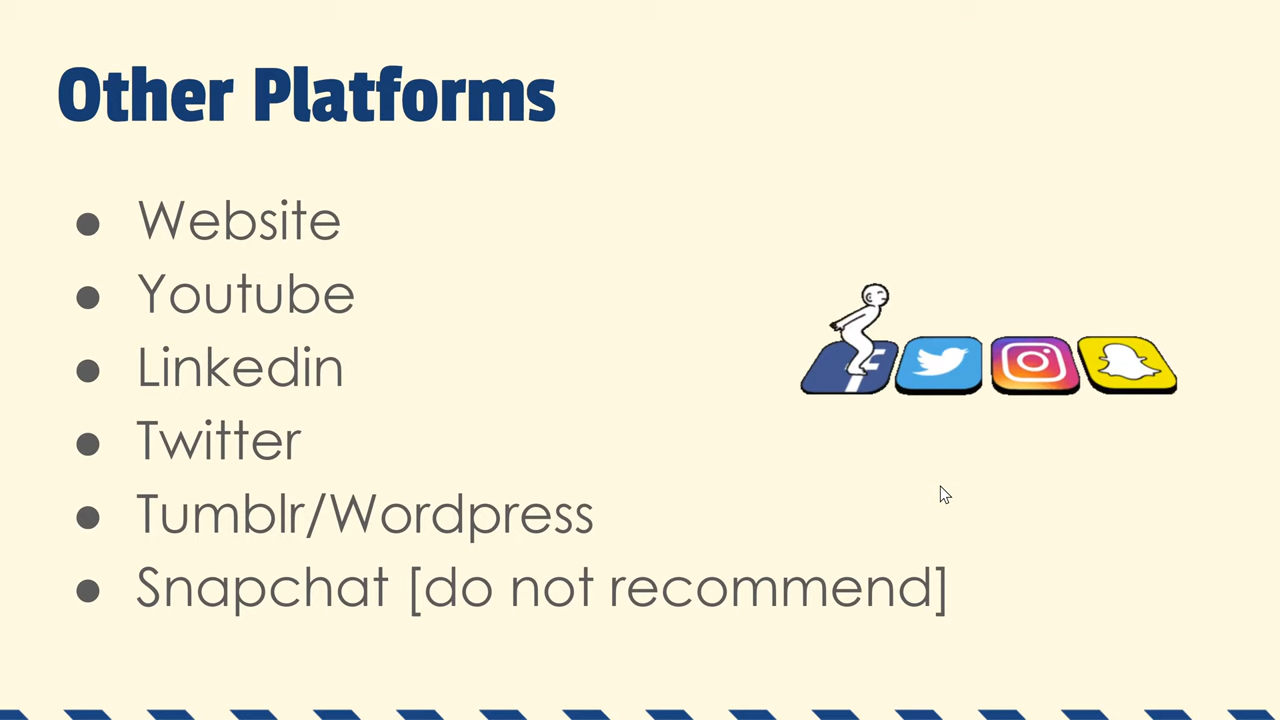 Other Platforms
● Website
● Youtube
● Linkedin
● Twitter
● Tumblr/Wordpress
● Snapchat [do not recommend]